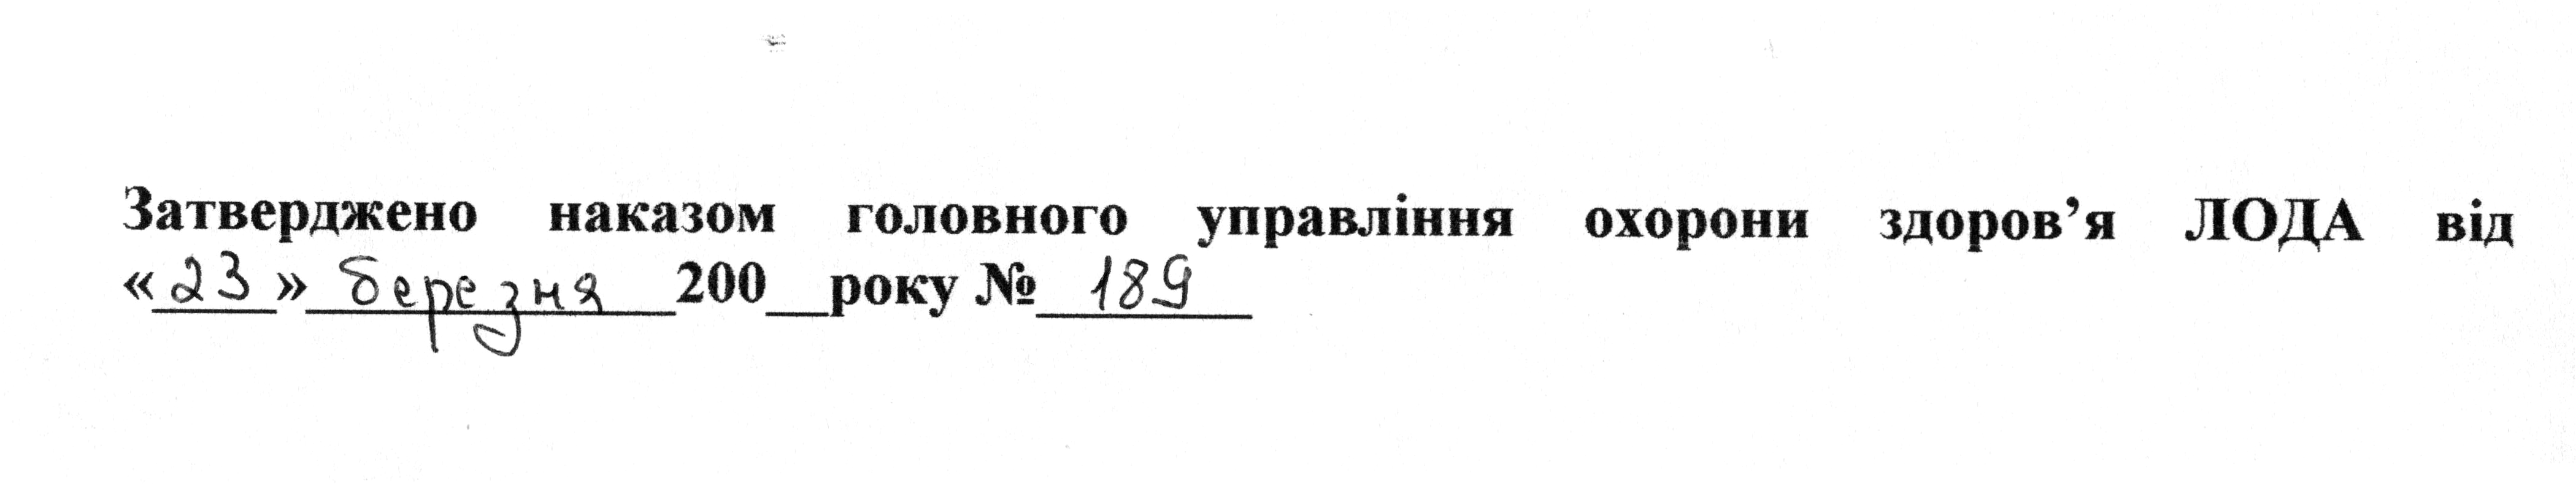 Затверджено наказом головного управління охорони здоров’я ЛОДА від
«23» березня 200__року № 189